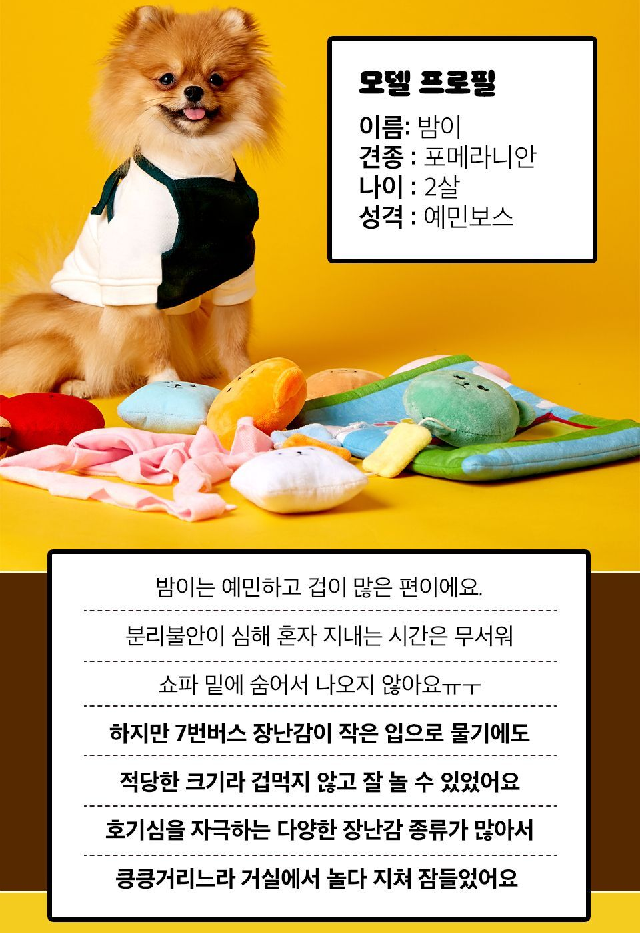 모델 프로필
이름: 밤이
견종 : 포메라니안
나이 : 2살
성격 : 예민보스
밤이는 예민하고 겁이 많은 편이에요.
분리불안이 심해 혼자 지내는 시간은 무서워
쇼파 밑에 숨어서 나오지 않아요ㅠㅜ
하지만 7번버스 장난감이 작은 입으로 물기에도
적당한 크기라 겁먹지 않고 잘 놀 수 있었어요
호기심을 자극하는 다양한 장난감 종류가 많아서
킁킁거리느라 거실에서 놀다 지쳐 잠들었어요